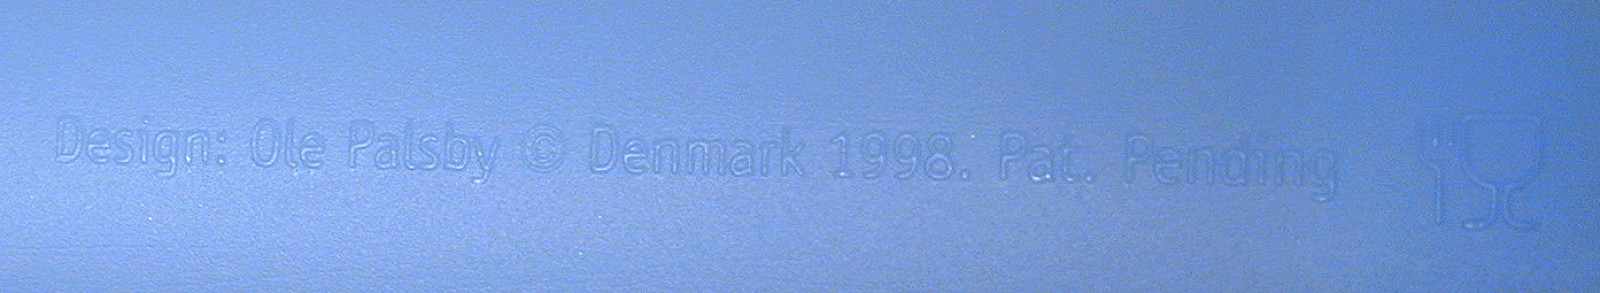 Design: Ole Palsby © Denmark 1998. Pat. Pending